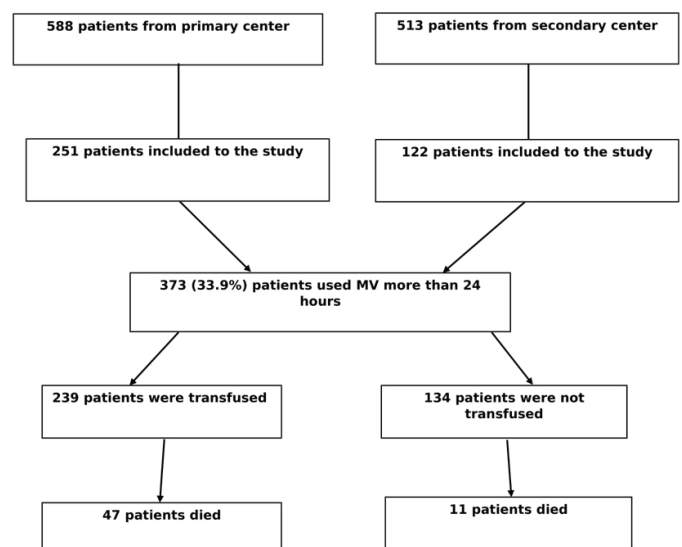 588 patients from primary center
513 patients from secondary center
251 patients included to the study
122 patients included to the study
373 (33.9%) patients used MV more than 24
hours
239 patients were transfused
134 patients were not
transfused
47 patients died
11 patients died